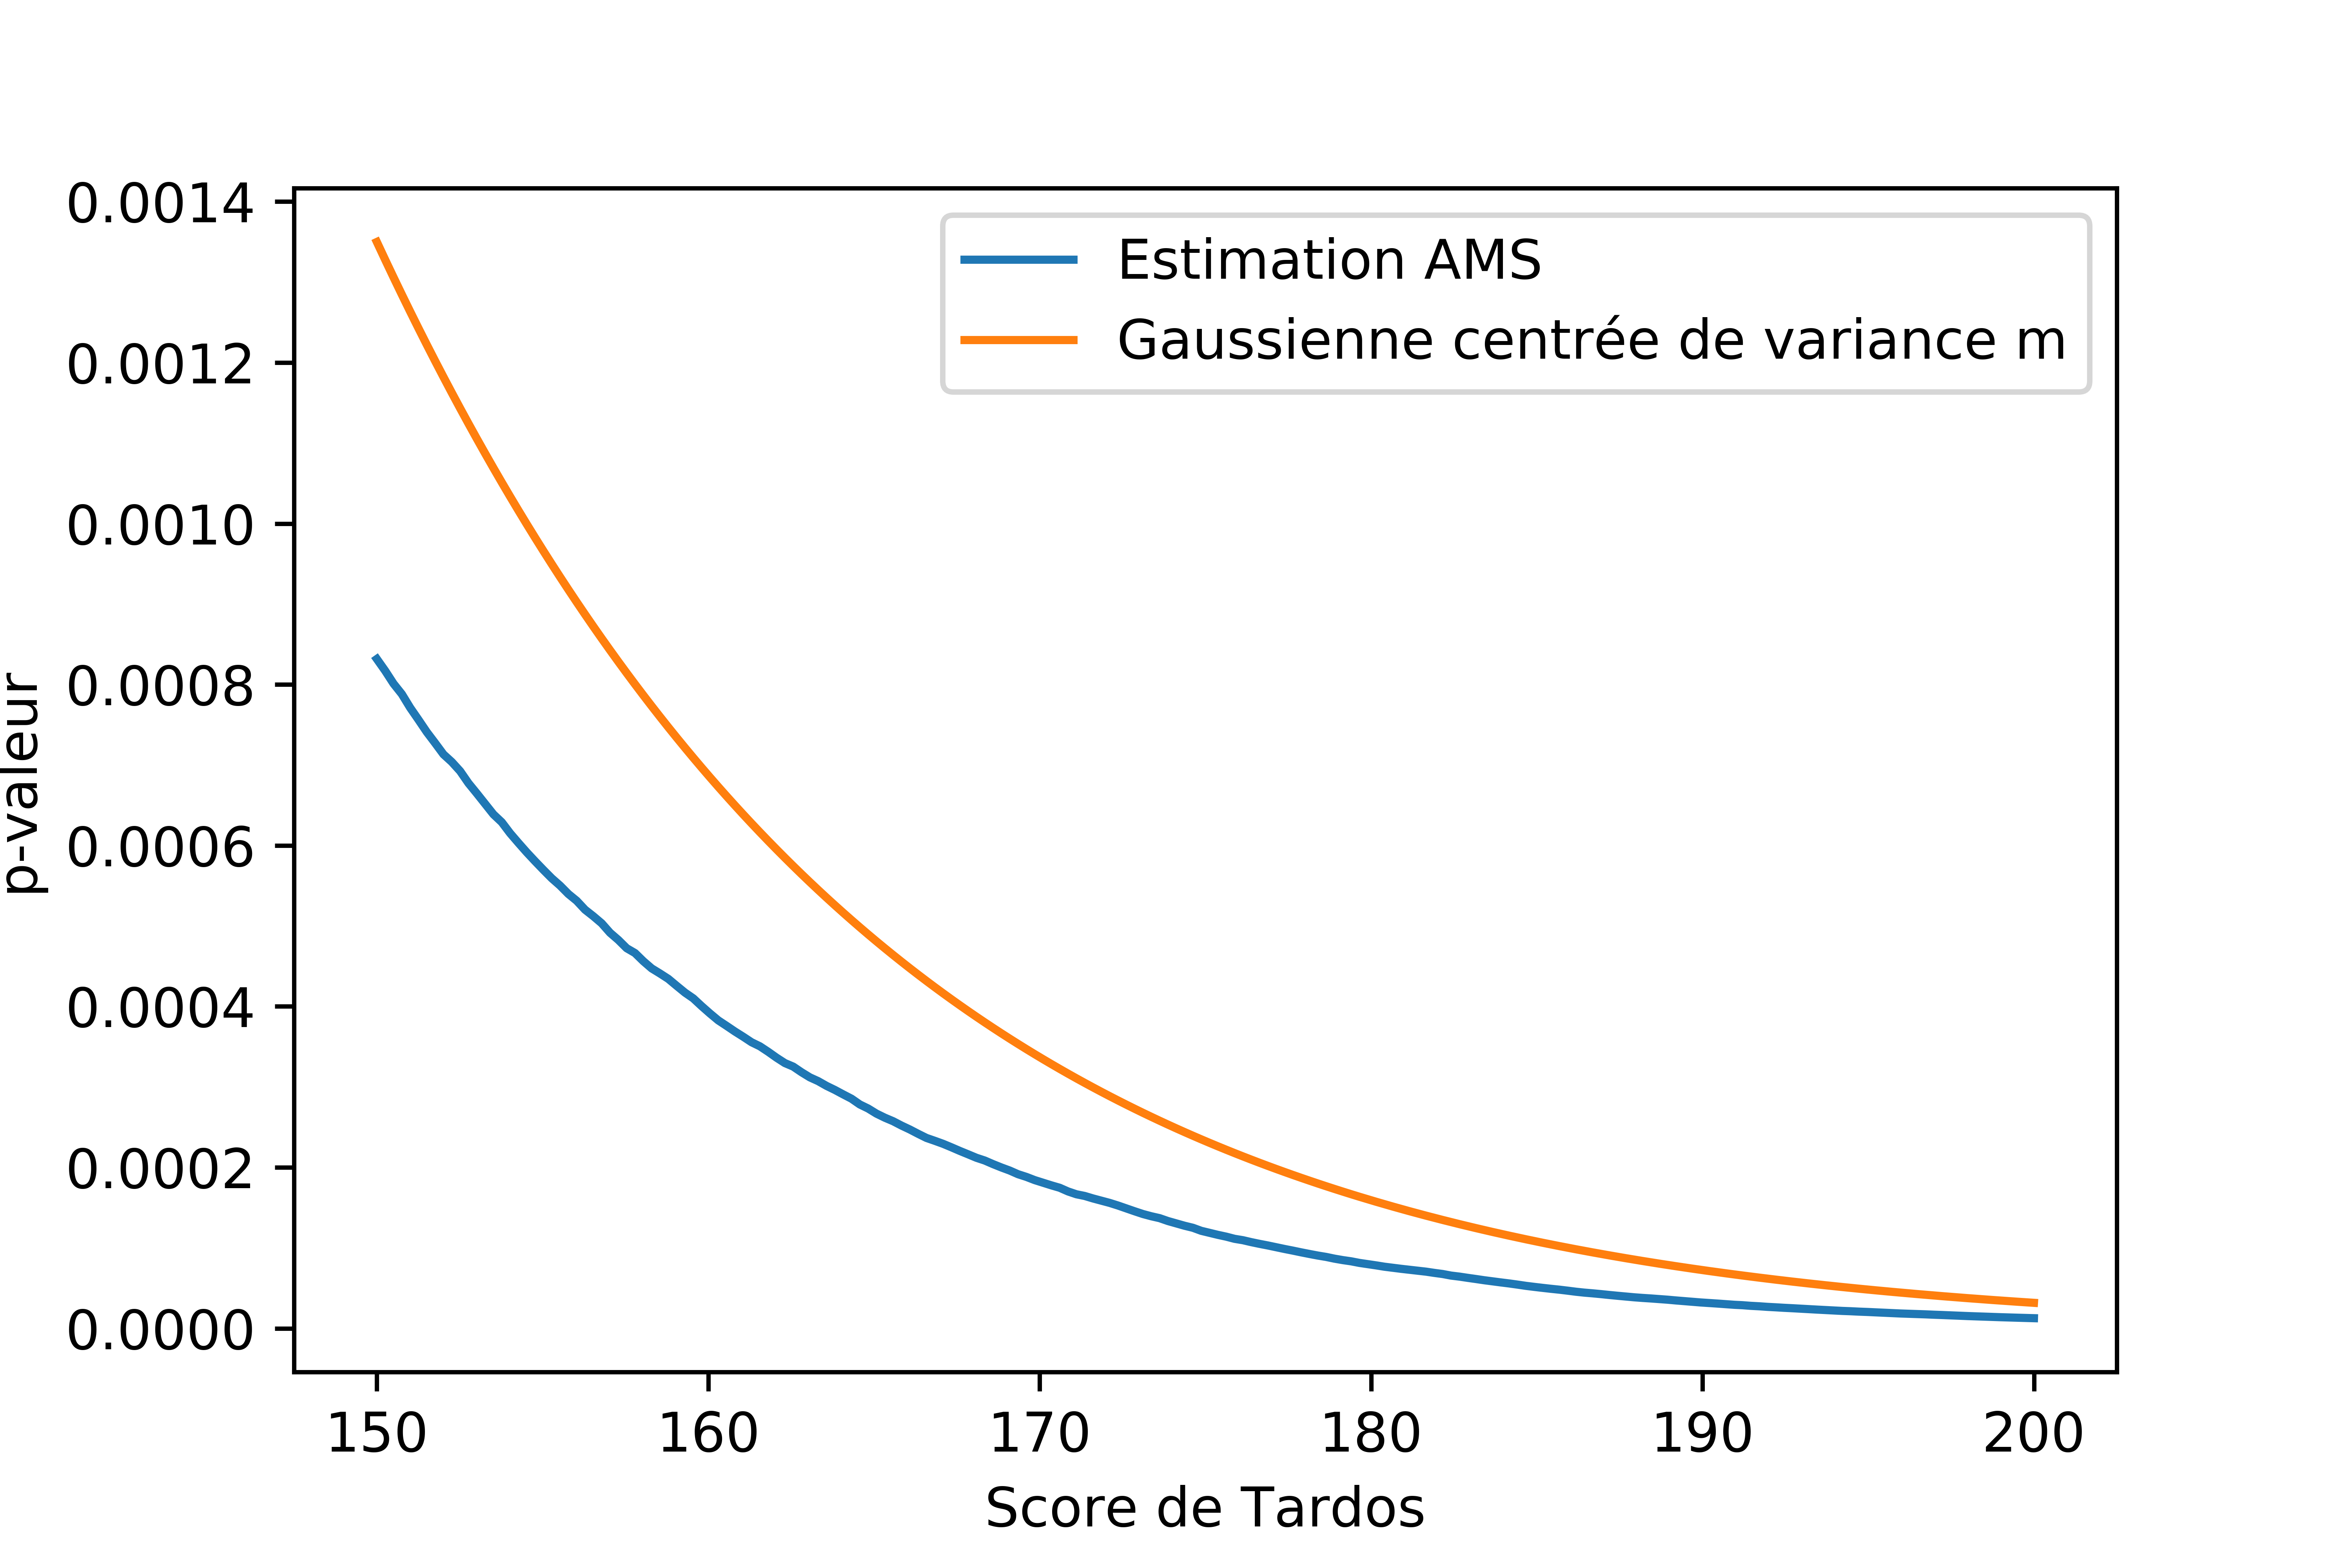 0.0014
0.0012
0.0010
0.0008
0.0006
0.0004
0.0002
0.0000
p-valeur
Estimation AMS
Gaussienne centrée de variance m
150 160 170 180 190 200
Score de Tardos